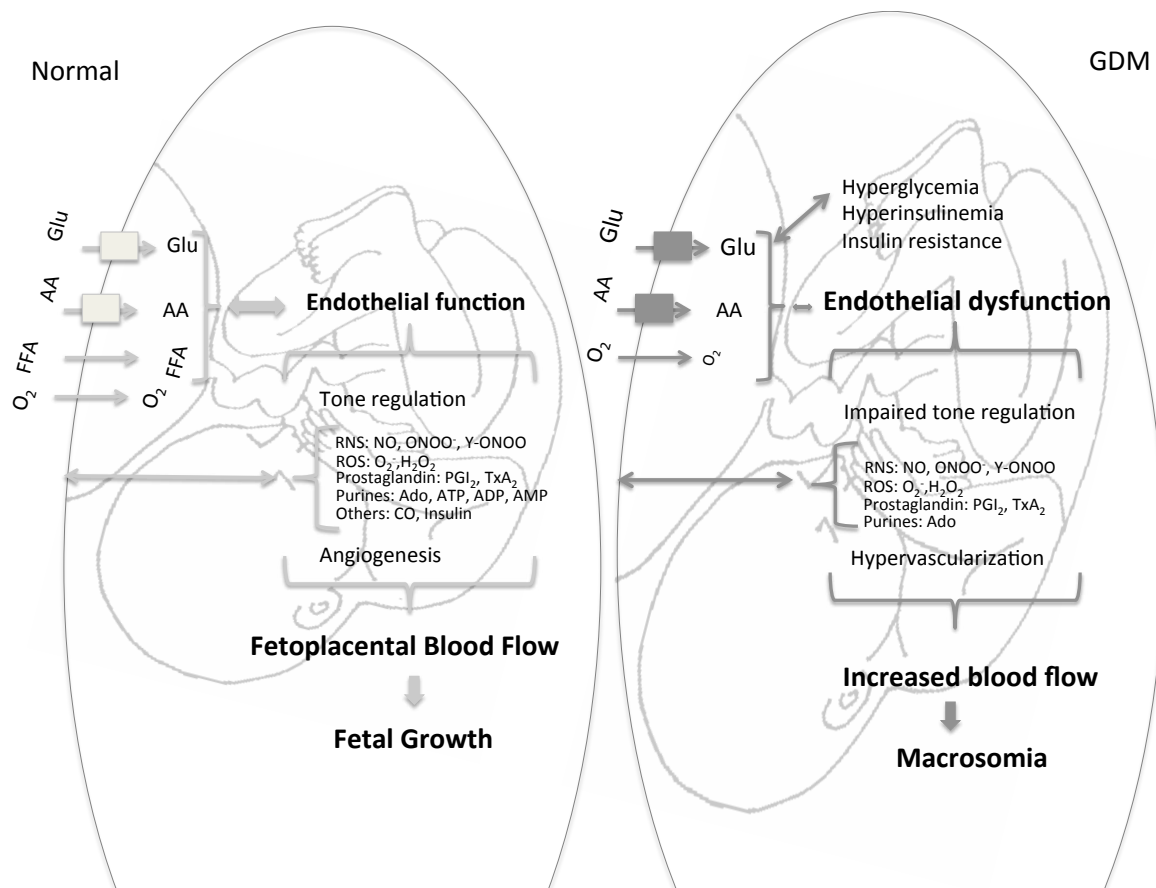 Normal
Glu
Glu
AA
AA
FFA
FFA
O₂
O₂
Endothelial function
Tone regulation
RNS: NO, ONOO⁻, Y-ONOO
ROS: O₂⁻,H₂O₂
Prostaglandin: PGI₂, TxA₂
Purines: Ado, ATP, ADP, AMP
Others: CO, Insulin
Angiogenesis
Fetoplacental Blood Flow
Fetal Growth
GDM
Glu
Glu
AA
AA
O₂
O₂
Hyperglycemia
Hyperinsulinemia
Insulin resistance
Endothelial dysfunction
Impaired tone regulation
RNS: NO, ONOO⁻, Y-ONOO
ROS: O₂⁻,H₂O₂
Prostaglandin: PGI₂, TxA₂
Purines: Ado
Hypervascularization
Increased blood flow
Macrosomia